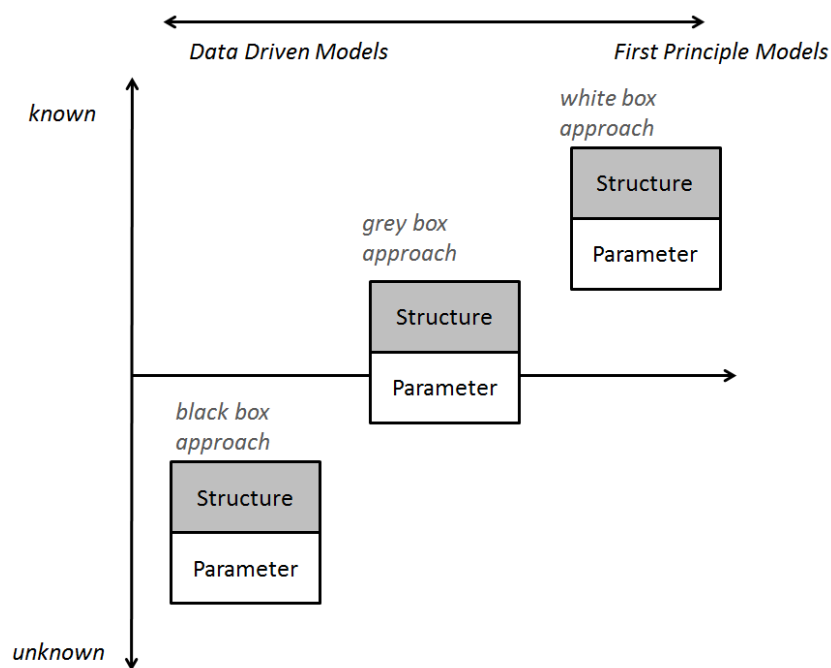 Data Driven Models
First Principle Models
known
white box
approach
Structure
Parameter
grey box
approach
Structure
Parameter
black box
approach
Structure
Parameter
unknown